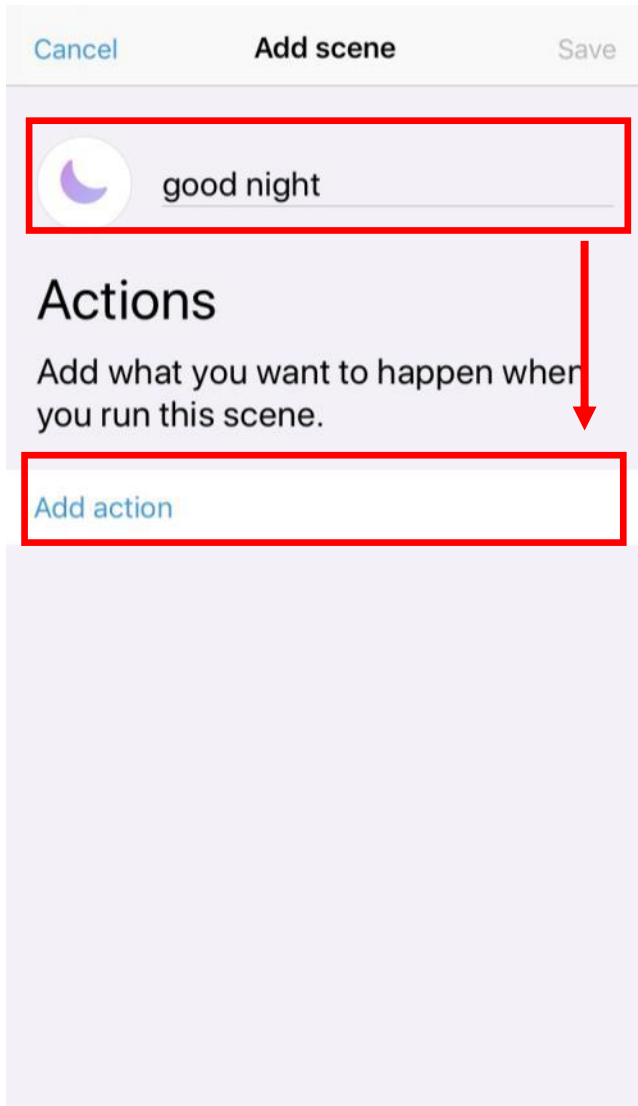 Cancel Add scene Save
good night
Actions
Add what you want to happen when
you run this scene.
Add action